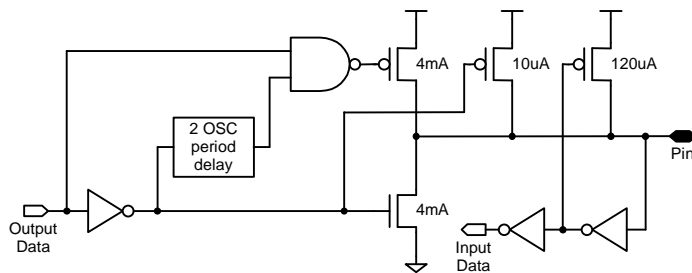 4mA
10uA
120uA
2 OSC
period
delay
Pin
4mA
Output
Data
Input
Data